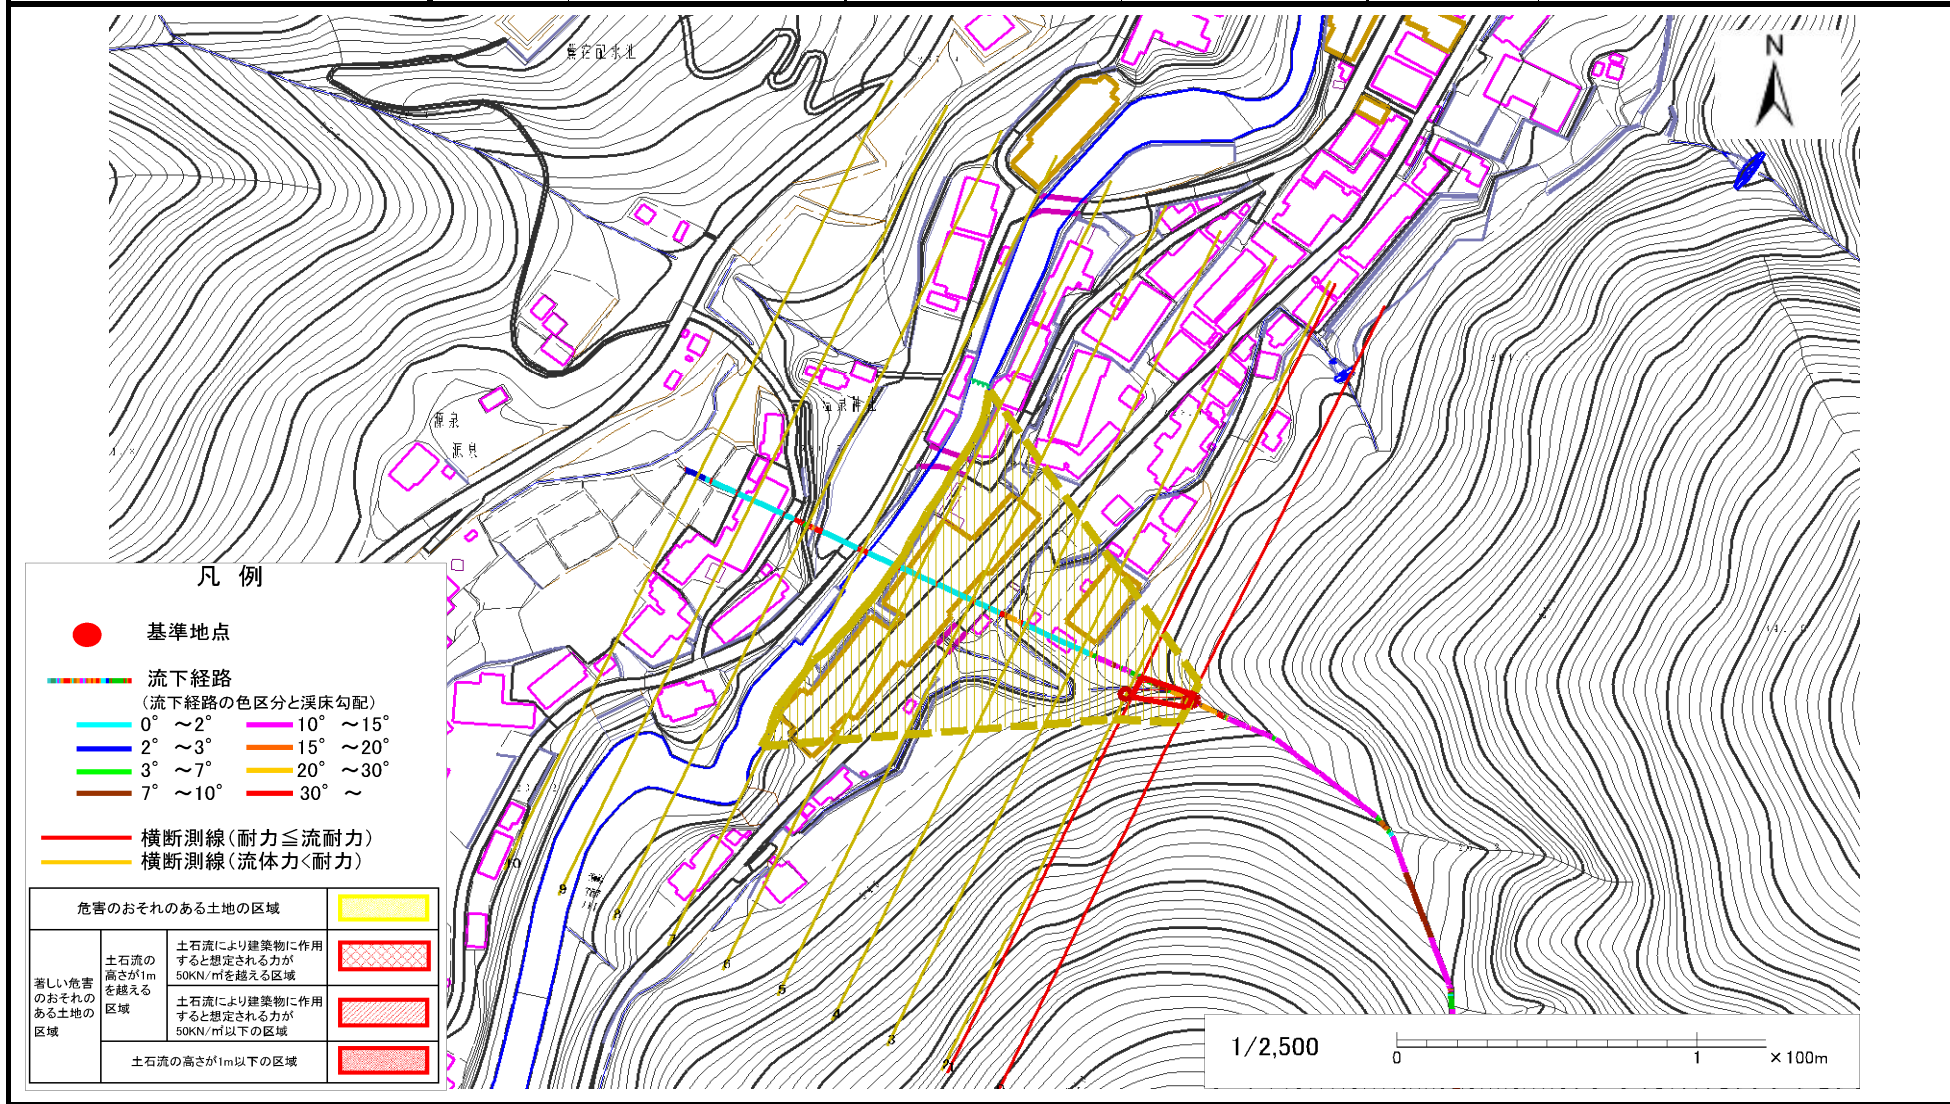 N
源泉
源泉
凡 例
基準地点
流下経路
(流下経路の色区分と渓床勾配)
0° ～2°
10° ～15°
2° ～3°
15° ～20°
3° ～7°
20° ～30°
7° ～10°
30° ～
横断測線(耐力≦流耐力)
横断測線(流体力<耐力)
危害のおそれのある土地の区域
著しい危害
のおそれの
ある土地の
区域
土石流の
高さが1m
を越える
区域
土石流により建築物に作用
すると想定される力が
50KN/㎡を越える区域
土石流により建築物に作用
すると想定される力が
50KN/㎡以下の区域
土石流の高さが1m以下の区域
10
9
8
7
6
5
4
3
1/2,500
0
1
×100m